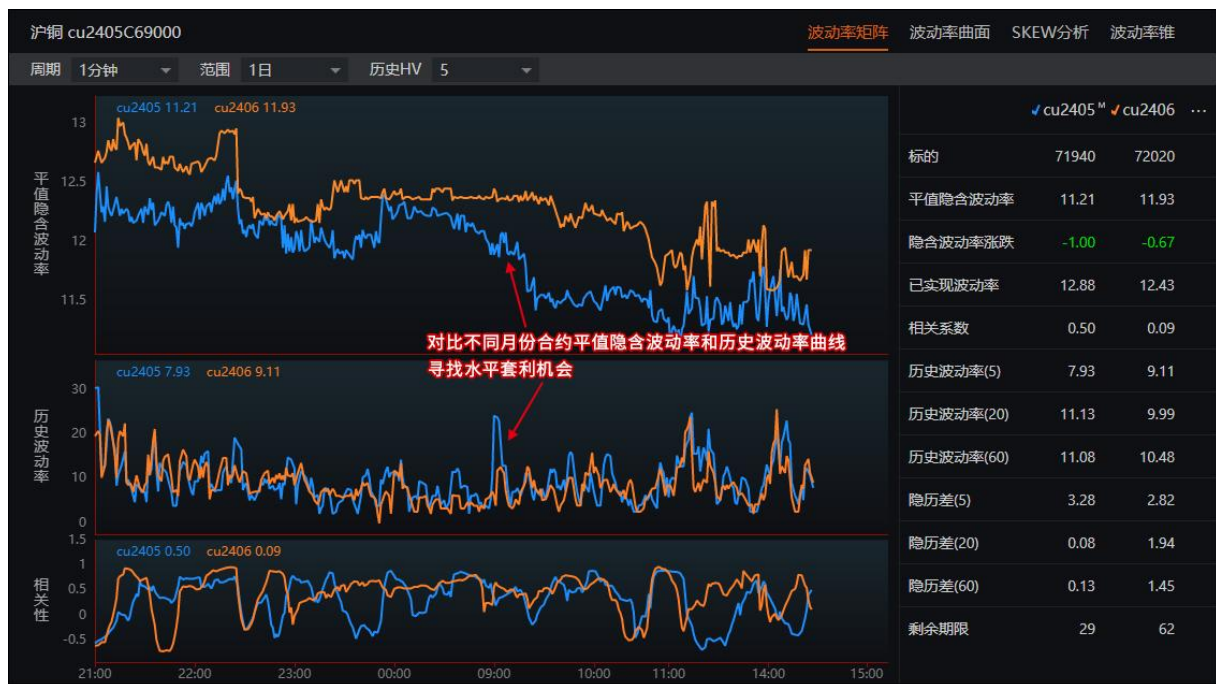 沪铜 cu2405C69000
波动率矩阵 波动率曲面 SKEW分析 波动率锥
周期 1分钟 范围 1日 历史HV 5
cu2405 11.21 cu2406 11.93
13
12.5
12
11.5
平值隐含波动率
对比不同月份合约平值隐含波动率和历史波动率曲线
寻找水平套利机会
cu2405 7.93 cu2406 9.11
30
20
10
0
历史波动率
cu2405 0.50 cu2406 0.09
1.5
1
0.5
0
-0.5
相关性
21:00 22:00 23:00 00:00 09:00 10:00 11:00 14:00 15:00
cu2405 M cu2406 ...
标的 71940 72020
平值隐含波动率 11.21 11.93
隐含波动率涨跌 -1.00 -0.67
已实现波动率 12.88 12.43
相关系数 0.50 0.09
历史波动率(5) 7.93 9.11
历史波动率(20) 11.13 9.99
历史波动率(60) 11.08 10.48
隐历差(5) 3.28 2.82
隐历差(20) 0.08 1.94
隐历差(60) 0.13 1.45
剩余期限 29 62